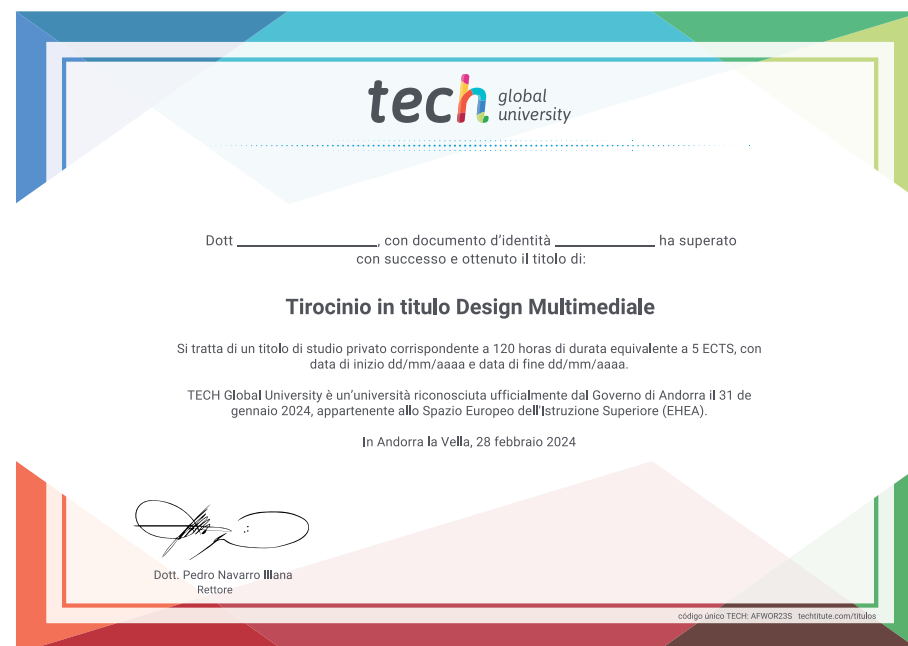 tech global
university
Dott ____________________, con documento d'identità ______________ ha superato
con successo e ottenuto il titolo di:
Tirocinio in titulo Design Multimediale
Si tratta di un titolo di studio privato corrispondente a 120 horas di durata equivalente a 5 ECTS, con
data di inizio dd/mm/aaaa e data di fine dd/mm/aaaa.
TECH Global University è un'università riconosciuta ufficialmente dal Governo di Andorra il 31 de
gennaio 2024, appartenente allo Spazio Europeo dell'Istruzione Superiore (EHEA).
In Andorra la Vella, 28 febbraio 2024
Dott. Pedro Navarro Illana
Rettore
código único TECH: AFWOR23S techtitute.com/titulos